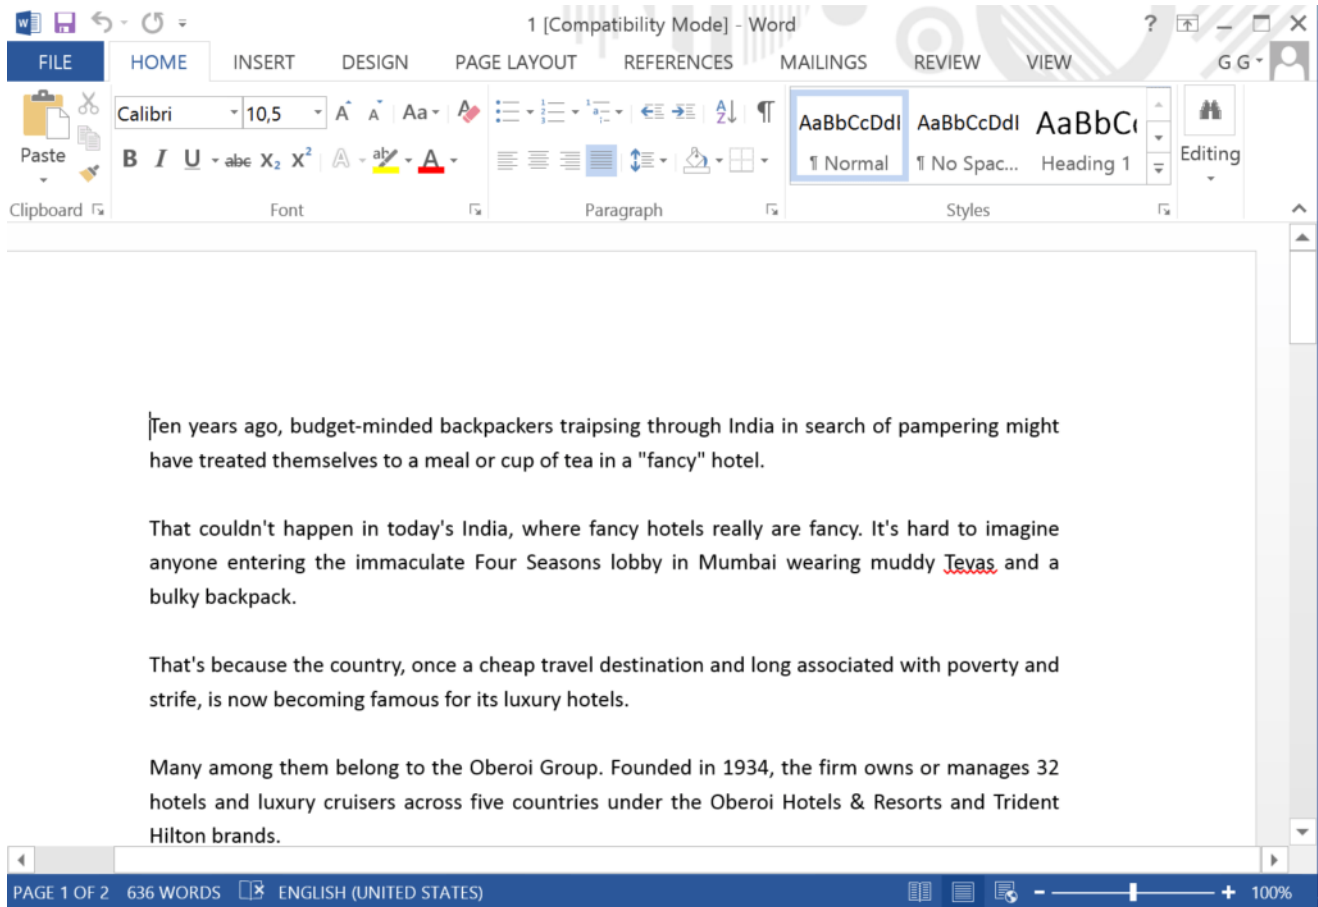 1 [Compatibility Mode] - Word
FILE HOME INSERT DESIGN PAGE LAYOUT REFERENCES MAILINGS REVIEW VIEW G G
Calibri 10,5 Aa
Paste
B I U abc X₂ X² A aby A
AaBbCcDdI AaBbCcDdI AaBbC
¶ Normal ¶ No Spac... Heading 1
Editing
Clipboard Font Paragraph Styles
Ten years ago, budget-minded backpackers traipsing through India in search of pampering might
have treated themselves to a meal or cup of tea in a "fancy" hotel.
That couldn't happen in today's India, where fancy hotels really are fancy. It's hard to imagine
anyone entering the immaculate Four Seasons lobby in Mumbai wearing muddy Tevas and a
bulky backpack.
That's because the country, once a cheap travel destination and long associated with poverty and
strife, is now becoming famous for its luxury hotels.
Many among them belong to the Oberoi Group. Founded in 1934, the firm owns or manages 32
hotels and luxury cruisers across five countries under the Oberoi Hotels & Resorts and Trident
Hilton brands.
PAGE 1 OF 2 636 WORDS ENGLISH (UNITED STATES) 100%